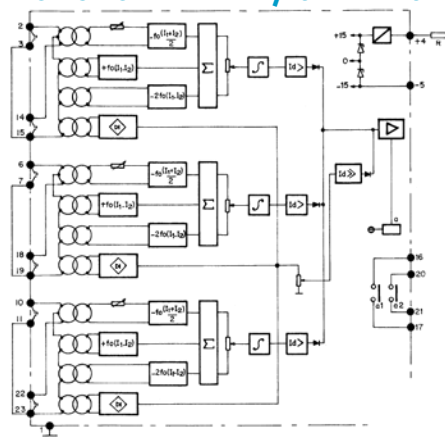 2
3
-fo(I₁+I₂)/2
+fo(I₁.I₂)
-2fo(I₁-I₂)
Σ
∫
Id>
14
15
+15
0
-15
+4
R
-5
6
7
-fo(I₁+I₂)/2
+fo(I₁.I₂)
-2fo(I₁-I₂)
Σ
∫
Id>
Id≫
a
18
19
16
20
a1
a2
21
17
10
11
-fo(I₁+I₂)/2
+fo(I₁.I₂)
-2fo(I₁-I₂)
Σ
∫
Id>
22
23
1